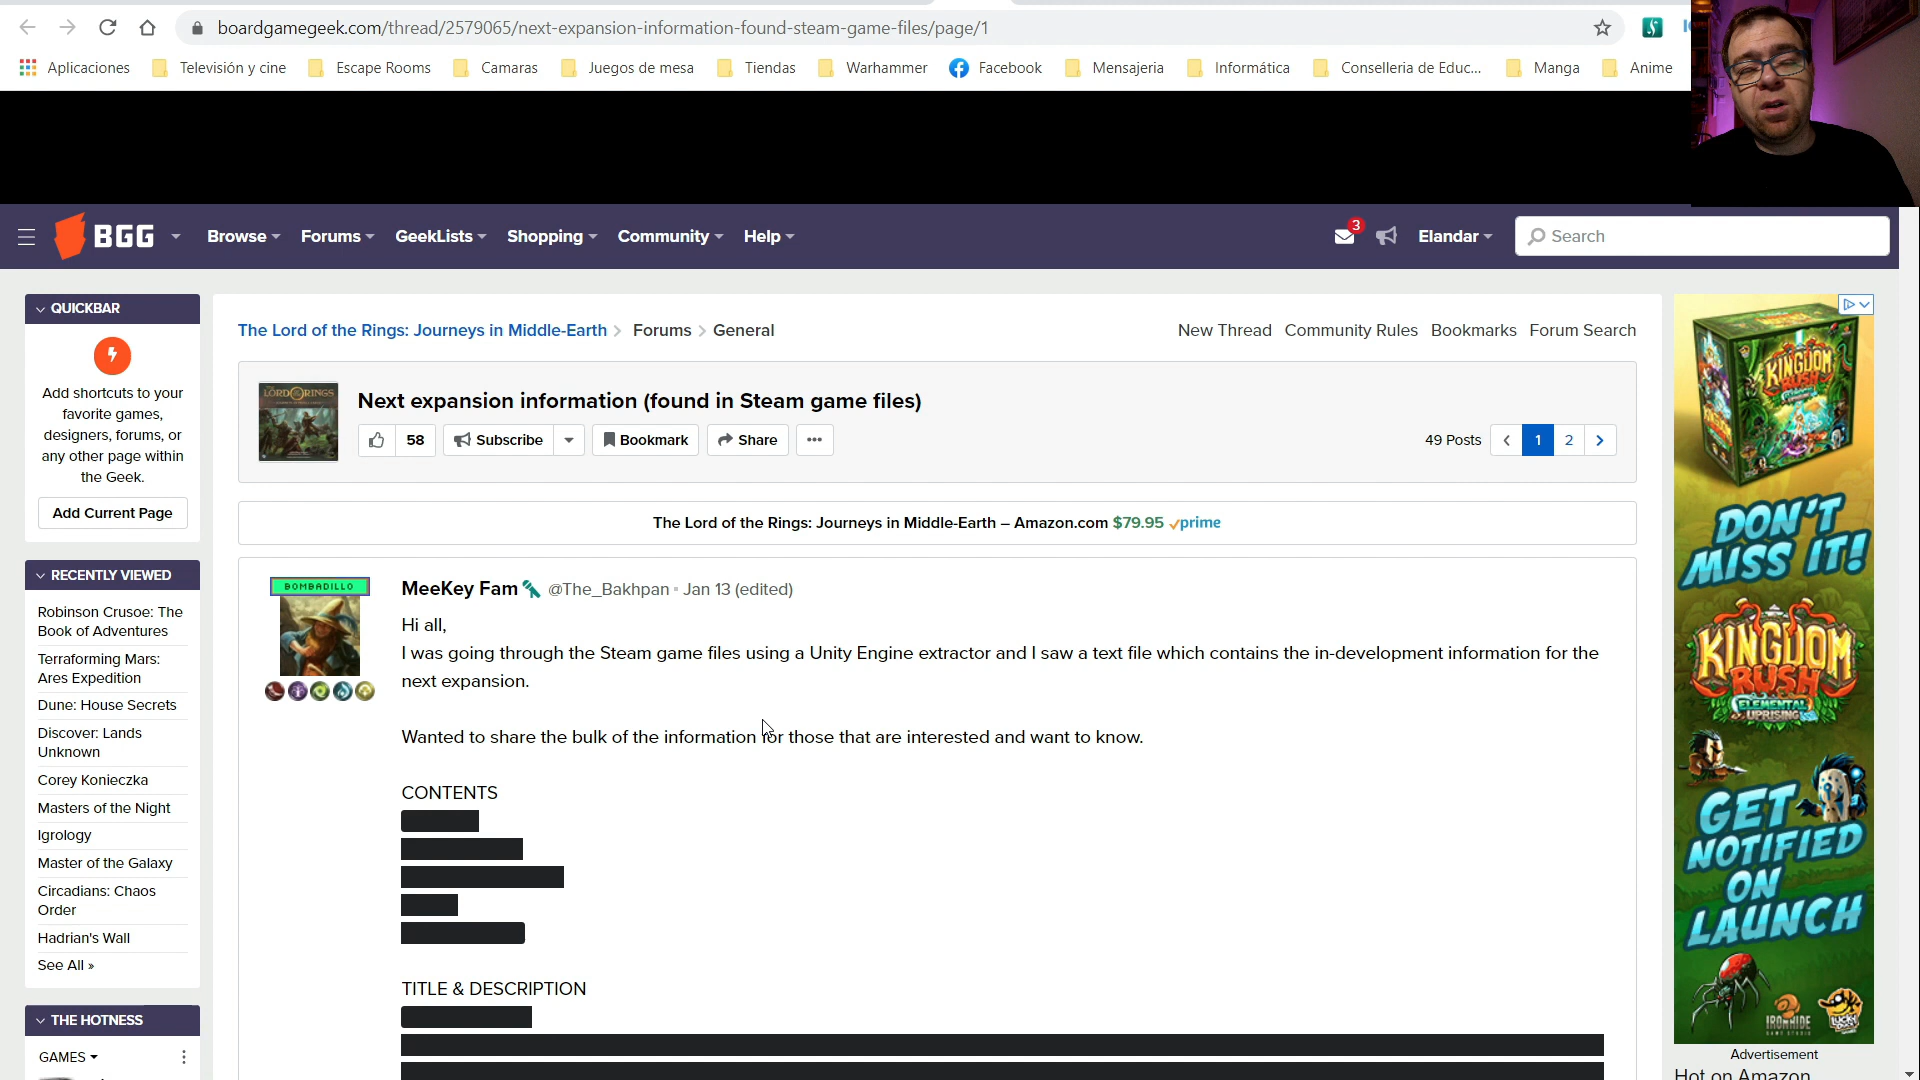 boardgamegeek.com/thread/2579065/next-expansion-information-found-steam-game-files/page/1
Aplicaciones Televisión y cine Escape Rooms Camaras Juegos de mesa Tiendas Warhammer Facebook Mensajeria Informática Conselleria de Educ... Manga Anime
BGG Browse Forums GeekLists Shopping Community Help 3 Elandar Search
QUICKBAR
Add shortcuts to your
favorite games,
designers, forums, or
any other page within
the Geek.
Add Current Page
RECENTLY VIEWED
Robinson Crusoe: The
Book of Adventures
Terraforming Mars:
Ares Expedition
Dune: House Secrets
Discover: Lands
Unknown
Corey Konieczka
Masters of the Night
Igrology
Master of the Galaxy
Circadians: Chaos
Order
Hadrian's Wall
See All »
THE HOTNESS
GAMES
The Lord of the Rings: Journeys in Middle-Earth Forums General
New Thread Community Rules Bookmarks Forum Search
LORD OF THE RINGS
Next expansion information (found in Steam game files)
58 Subscribe Bookmark Share
49 Posts 1 2
The Lord of the Rings: Journeys in Middle-Earth – Amazon.com $79.95 prime
BOMBADILLO
MeeKey Fam @The_Bakhpan Jan 13 (edited)
Hi all,
I was going through the Steam game files using a Unity Engine extractor and I saw a text file which contains the in-development information for the
next expansion.
Wanted to share the bulk of the information for those that are interested and want to know.
CONTENTS
TITLE & DESCRIPTION
KINGDOM
RUSH
DON'T
MISS IT!
KINGDOM
RUSH
ELEMENTAL
UPRISING
GET
NOTIFIED
ON
LAUNCH
IRONHIDE
GAME STUDIO
LUCKY
Advertisement
Hot on Amazon